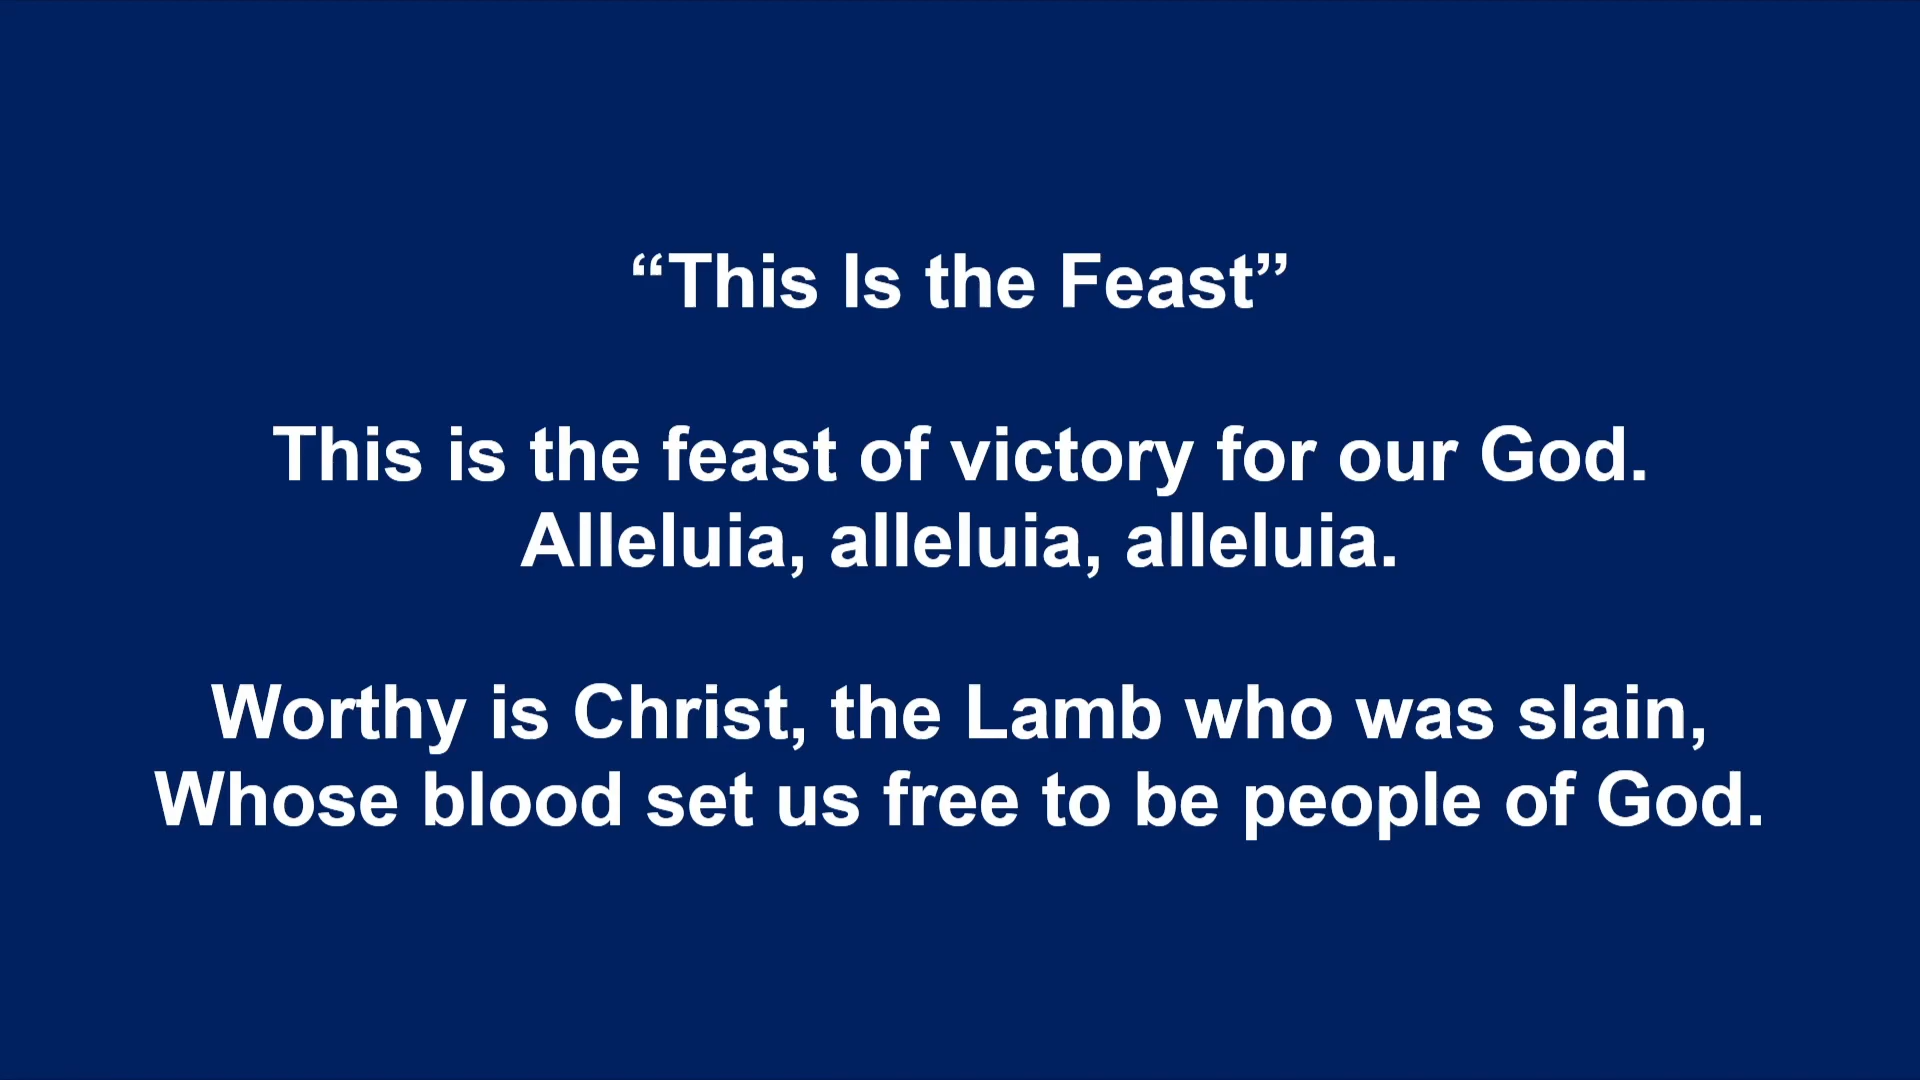 “This Is the Feast”
This is the feast of victory for our God.
Alleluia, alleluia, alleluia.
Worthy is Christ, the Lamb who was slain,
Whose blood set us free to be people of God.